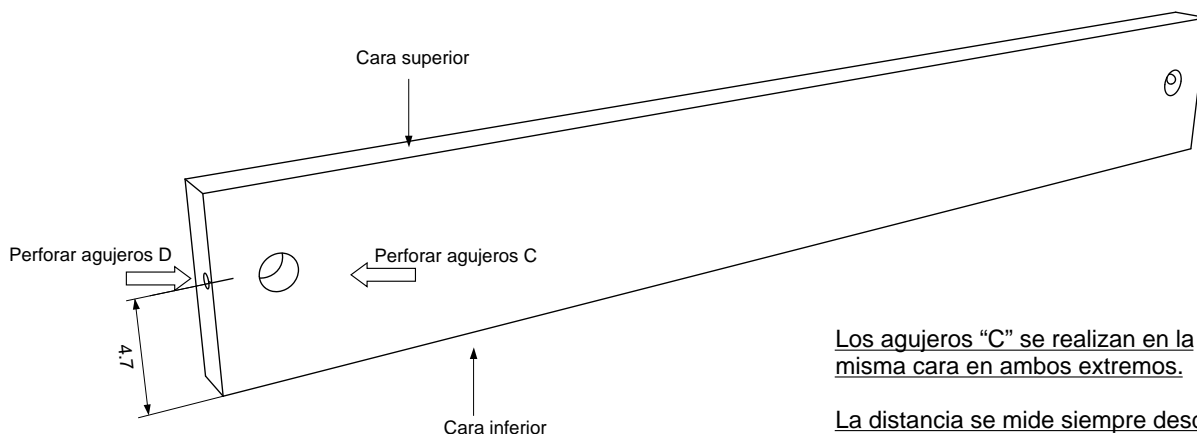 Cara superior
Perforar agujeros D
Perforar agujeros C
4.7
Los agujeros “C” se realizan en la
misma cara en ambos extremos.
La distancia se mide siempre
Cara inferior